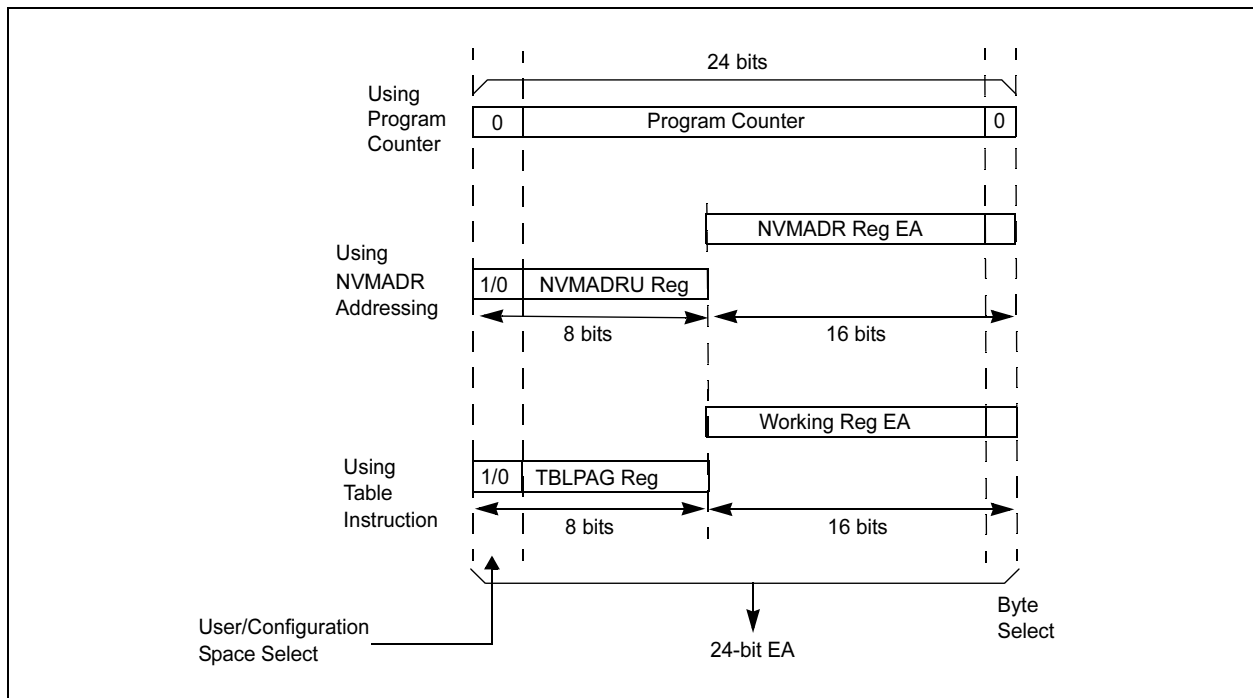 24 bits
Using
Program
Counter
0
Program Counter
0
NVMADR Reg EA
Using
NVMADR
Addressing
1/0
NVMADRU Reg
8 bits
16 bits
Working Reg EA
Using
Table
Instruction
1/0
TBLPAG Reg
8 bits
16 bits
User/Configuration
Space Select
24-bit EA
Byte
Select